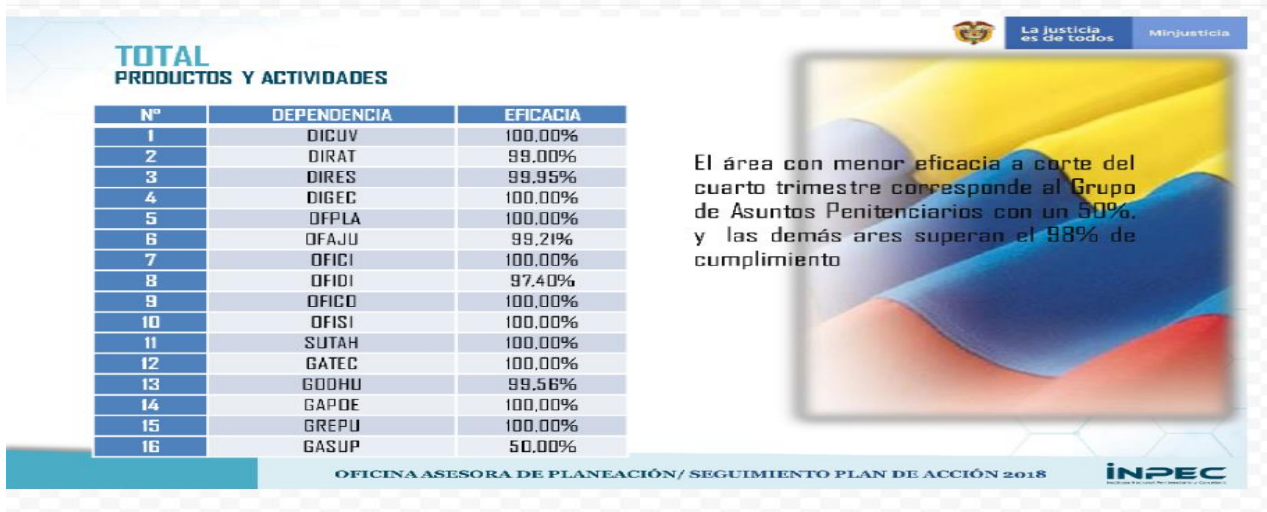 La justicia
es de todos
Minjusticia
TOTAL
PRODUCTOS Y ACTIVIDADES
Nº DEPENDENCIA EFICACIA
1 DICUV 100,00%
2 DIRAT 99,00%
3 DIRES 99,95%
4 DIGEC 100,00%
5 OFPLA 100,00%
6 OFAJU 99,21%
7 OFICI 100,00%
8 OFIDI 97,40%
9 OFICO 100,00%
10 OFISI 100,00%
11 SUTAH 100,00%
12 GATEC 100,00%
13 GODHU 99,56%
14 GAPOE 100,00%
15 GREPU 100,00%
16 GASUP 50,00%
El área con menor eficacia a corte del
cuarto trimestre corresponde al Grupo
de Asuntos Penitenciarios con un 50%.
y las demás ares superan el 98% de
cumplimiento
OFICINA ASESORA DE PLANEACIÓN/ SEGUIMIENTO PLAN DE ACCIÓN 2018
INPEC